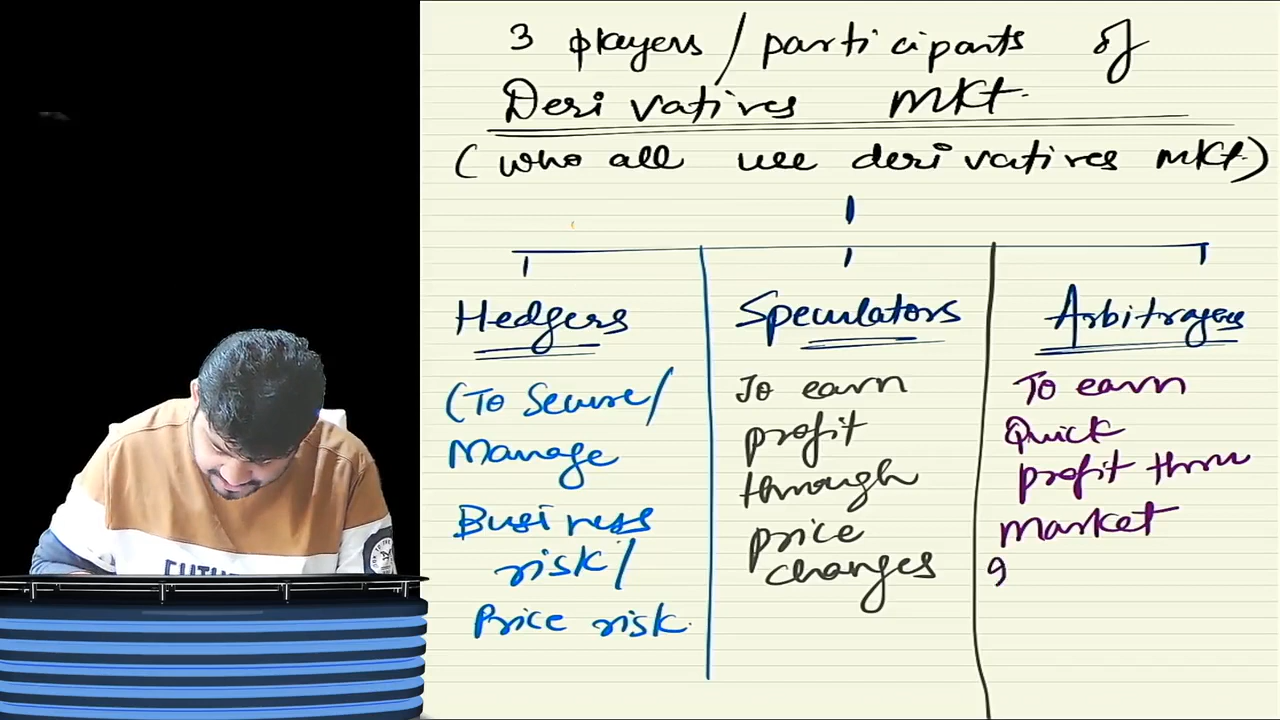 3 players / participants of
Derivatives mkt.
(who all use derivatives mkt.)
Hedgers
(To Secure/
Manage
Business
risk/
Price risk.
Speculators
To earn
profit
through
price
changes
Arbitragers
To earn
Quick
profit thru
market